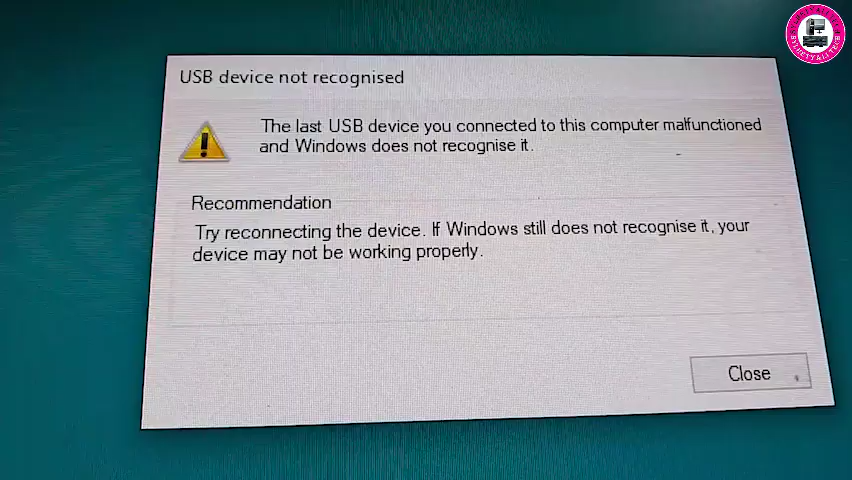 USB device not recognised
The last USB device you connected to this computer malfunctioned
and Windows does not recognise it.
Recommendation
Try reconnecting the device. If Windows still does not recognise it, your
device may not be working properly.
Close